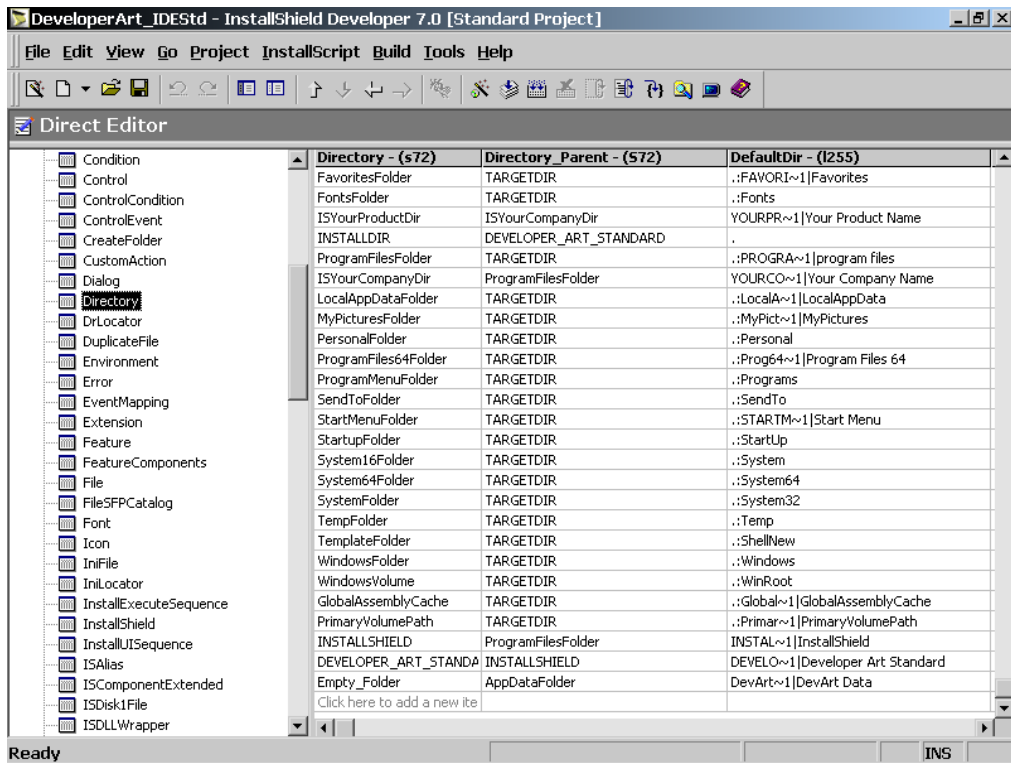 DeveloperArt_IDEStd - InstallShield Developer 7.0 [Standard Project]
File Edit View Go Project InstallScript Build Tools Help
Direct Editor
Condition
Control
ControlCondition
ControlEvent
CreateFolder
CustomAction
Dialog
Directory
DrLocator
DuplicateFile
Environment
Error
EventMapping
Extension
Feature
FeatureComponents
File
FileSFPCatalog
Font
Icon
IniFile
IniLocator
InstallExecuteSequence
InstallShield
InstallUISequence
ISAlias
ISComponentExtended
ISDisk1File
ISDLLWrapper
Directory - (s72) Directory_Parent - (S72) DefaultDir - (l255)
FavoritesFolder TARGETDIR .:FAVORI~1|Favorites
FontsFolder TARGETDIR .:Fonts
ISYourProductDir ISYourCompanyDir YOURPR~1|Your Product Name
INSTALLDIR DEVELOPER_ART_STANDARD .
ProgramFilesFolder TARGETDIR .:PROGRA~1|program files
ISYourCompanyDir ProgramFilesFolder YOURCO~1|Your Company Name
LocalAppDataFolder TARGETDIR .:LocalA~1|LocalAppData
MyPicturesFolder TARGETDIR .:MyPict~1|MyPictures
PersonalFolder TARGETDIR .:Personal
ProgramFiles64Folder TARGETDIR .:Prog64~1|Program Files 64
ProgramMenuFolder TARGETDIR .:Programs
SendToFolder TARGETDIR .:SendTo
StartMenuFolder TARGETDIR .:STARTM~1|Start Menu
StartupFolder TARGETDIR .:StartUp
System16Folder TARGETDIR .:System
System64Folder TARGETDIR .:System64
SystemFolder TARGETDIR .:System32
TempFolder TARGETDIR .:Temp
TemplateFolder TARGETDIR .:ShellNew
WindowsFolder TARGETDIR .:Windows
WindowsVolume TARGETDIR .:WinRoot
GlobalAssemblyCache TARGETDIR .:Global~1|GlobalAssemblyCache
PrimaryVolumePath TARGETDIR .:Primar~1|PrimaryVolumePath
INSTALLSHIELD ProgramFilesFolder INSTAL~1|InstallShield
DEVELOPER_ART_STANDA INSTALLSHIELD DEVELO~1|Developer Art Standard
Empty_Folder AppDataFolder DevArt~1|DevArt Data
Click here to add a new ite
Ready INS